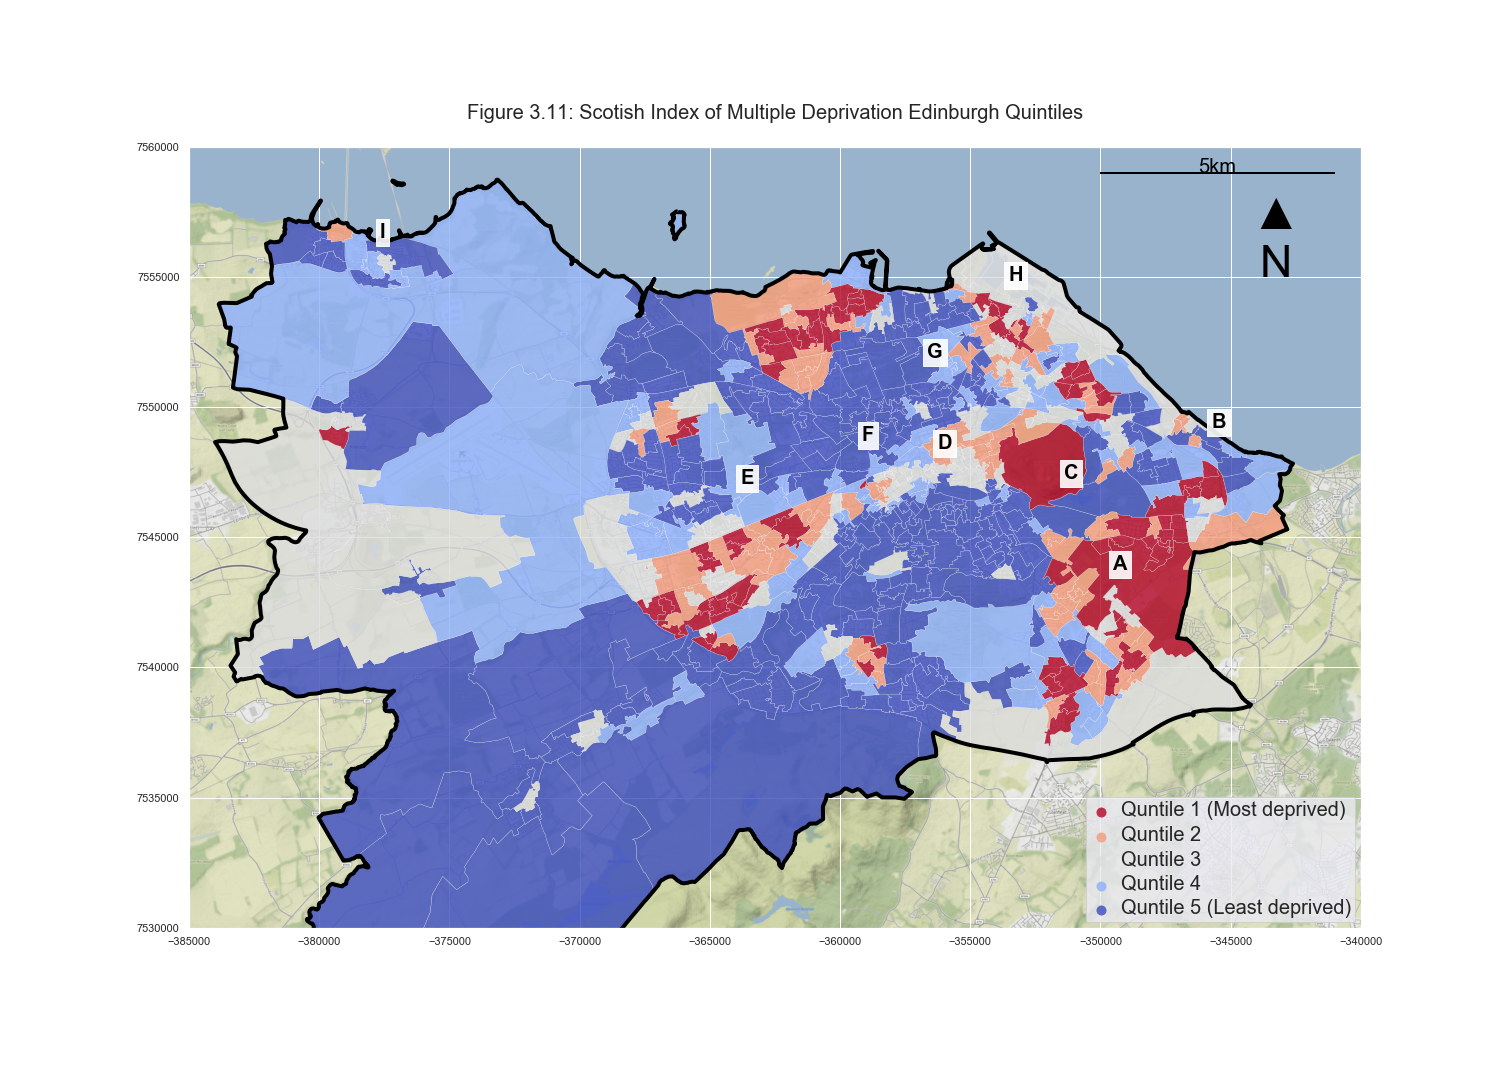 Figure 3.11: Scotish Index of Multiple Deprivation Edinburgh Quintiles
7560000
5km
N
I
H
7555000
G
7550000
B
F
D
C
E
7545000
A
7540000
7535000
Quntile 1 (Most deprived)
Quntile 2
Quntile 3
Quntile 4
Quntile 5 (Least deprived)
7530000
−385000 −380000 −375000 −370000 −365000 −360000 −355000 −350000 −345000 −340000